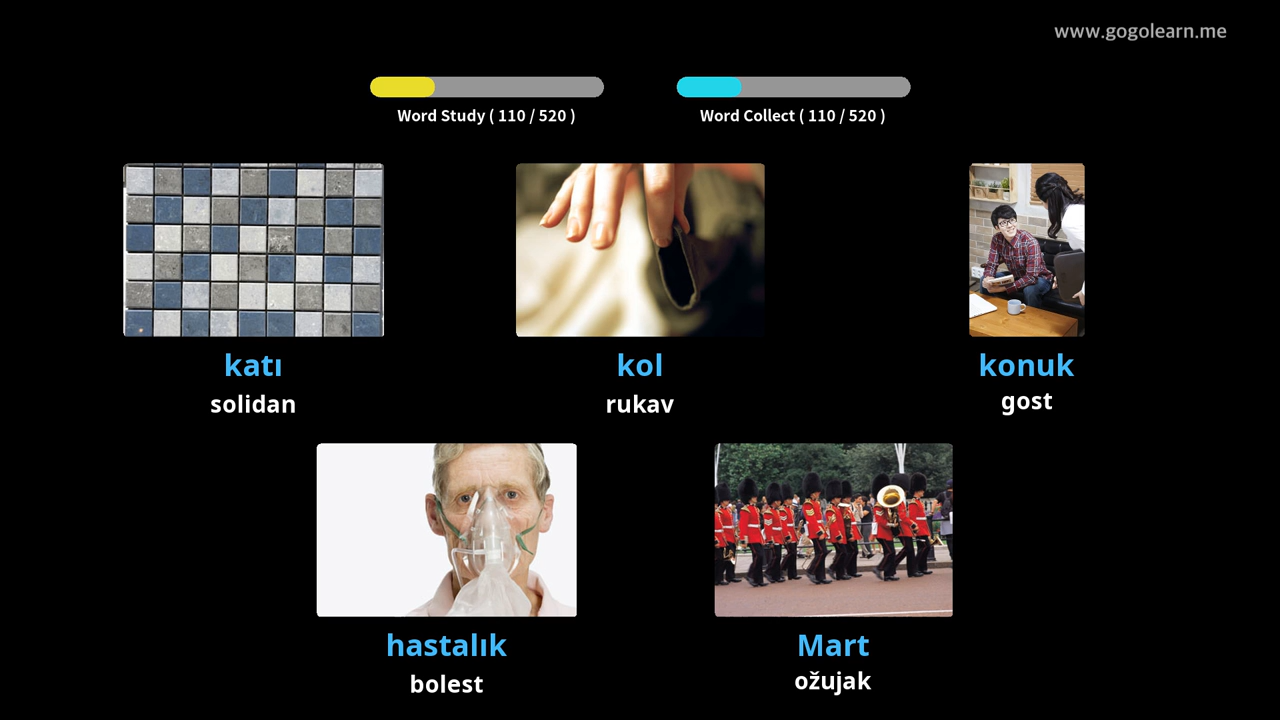 www.gogolearn.me
Word Study ( 110 / 520 )
Word Collect ( 110 / 520 )
katı
solidan
kol
rukav
konuk
gost
hastalık
bolest
Mart
ožujak